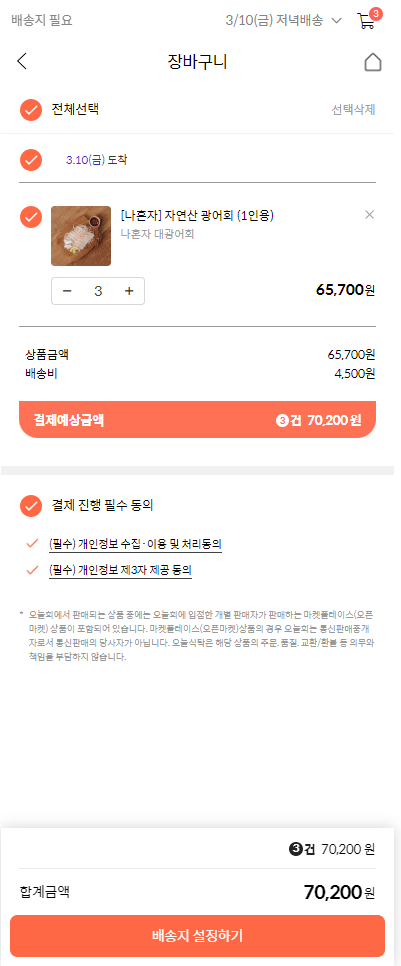 배송지 필요
3/10(금) 저녁배송
3
장바구니
전체선택
선택삭제
3.10(금) 도착
[나혼자] 자연산 광어회 (1인용)
나혼자 대광어회
3
65,700원
상품금액 65,700원
배송비 4,500원
결제예상금액 3건 70,200원
결제 진행 필수 동의
(필수) 개인정보 수집·이용 및 처리동의
(필수) 개인정보 제3자 제공 동의
* 오늘회에서 판매되는 상품 중에는 오늘회에 입점한 개별 판매자가 판매하는 마켓플레이스(오픈
마켓) 상품이 포함되어 있습니다. 마켓플레이스(오픈마켓)상품의 경우 오늘회는 통신판매중개
자로서 통신판매의 당사자가 아닙니다. 오늘식탁은 해당 상품의 주문, 품질, 교환/환불 등 의무와
책임을 부담하지 않습니다.
3건 70,200 원
합계금액 70,200 원
배송지 설정하기